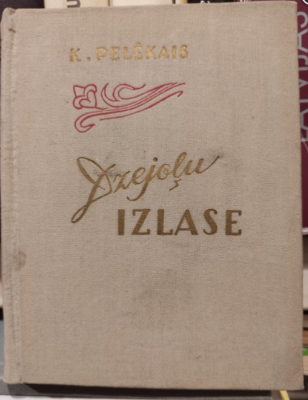 K. PELĒKAIS
Dzejoļu
IZLASE